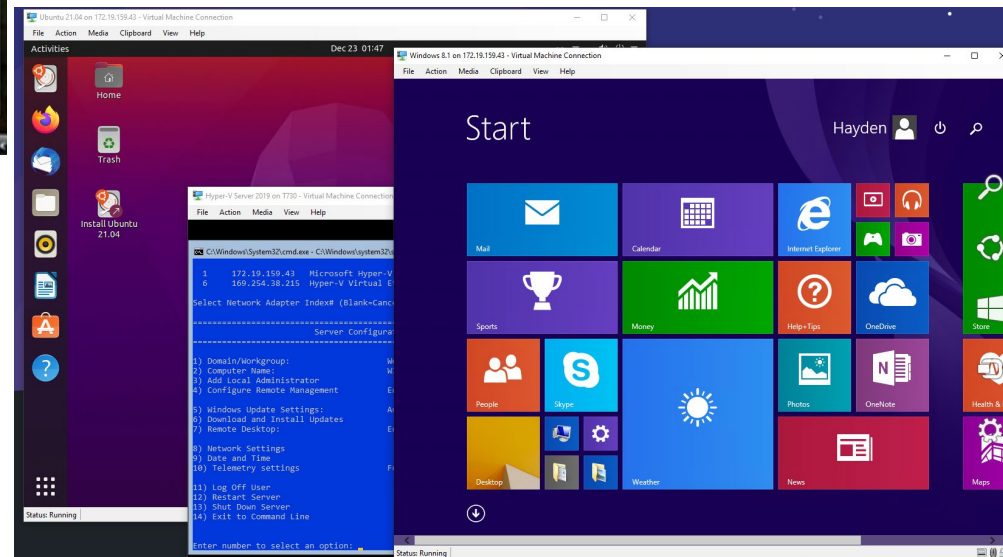 Ubuntu 21.04 on 172.19.159.43 - Virtual Machine Connection
File Action Media Clipboard View Help
Activities
Dec 23 01:47
Home
Trash
Install Ubuntu
21.04
Status: Running
Hyper-V Server 2019 on T730 - Virtual Machine Connection
File Action Media View Help
C:\Windows\System32\cmd.exe - C:\Windows\system32\
1 172.19.159.43 Microsoft Hyper-V
6 169.254.38.215 Hyper-V Virtual
Select Network Adapter Index# (Blank=Canc
Server Configura
1) Domain/Workgroup:
2) Computer Name:
3) Add Local Administrator
4) Configure Remote Management
5) Windows Update Settings:
6) Download and Install Updates
7) Remote Desktop:
8) Network Settings
9) Date and Time
10) Telemetry settings
11) Log Off User
12) Restart Server
13) Shut Down Server
14) Exit to Command Line
Enter number to select an option:
Windows 8.1 on 172.19.159.43 - Virtual Machine Connection
File Action Media Clipboard View Help
Start
Hayden
Mail
Calendar
Internet Explorer
Store
Sports
Money
Help+Tips
OneDrive
People
Skype
Weather
Photos
OneNote
Health &
Desktop
News
Maps
Status: Running